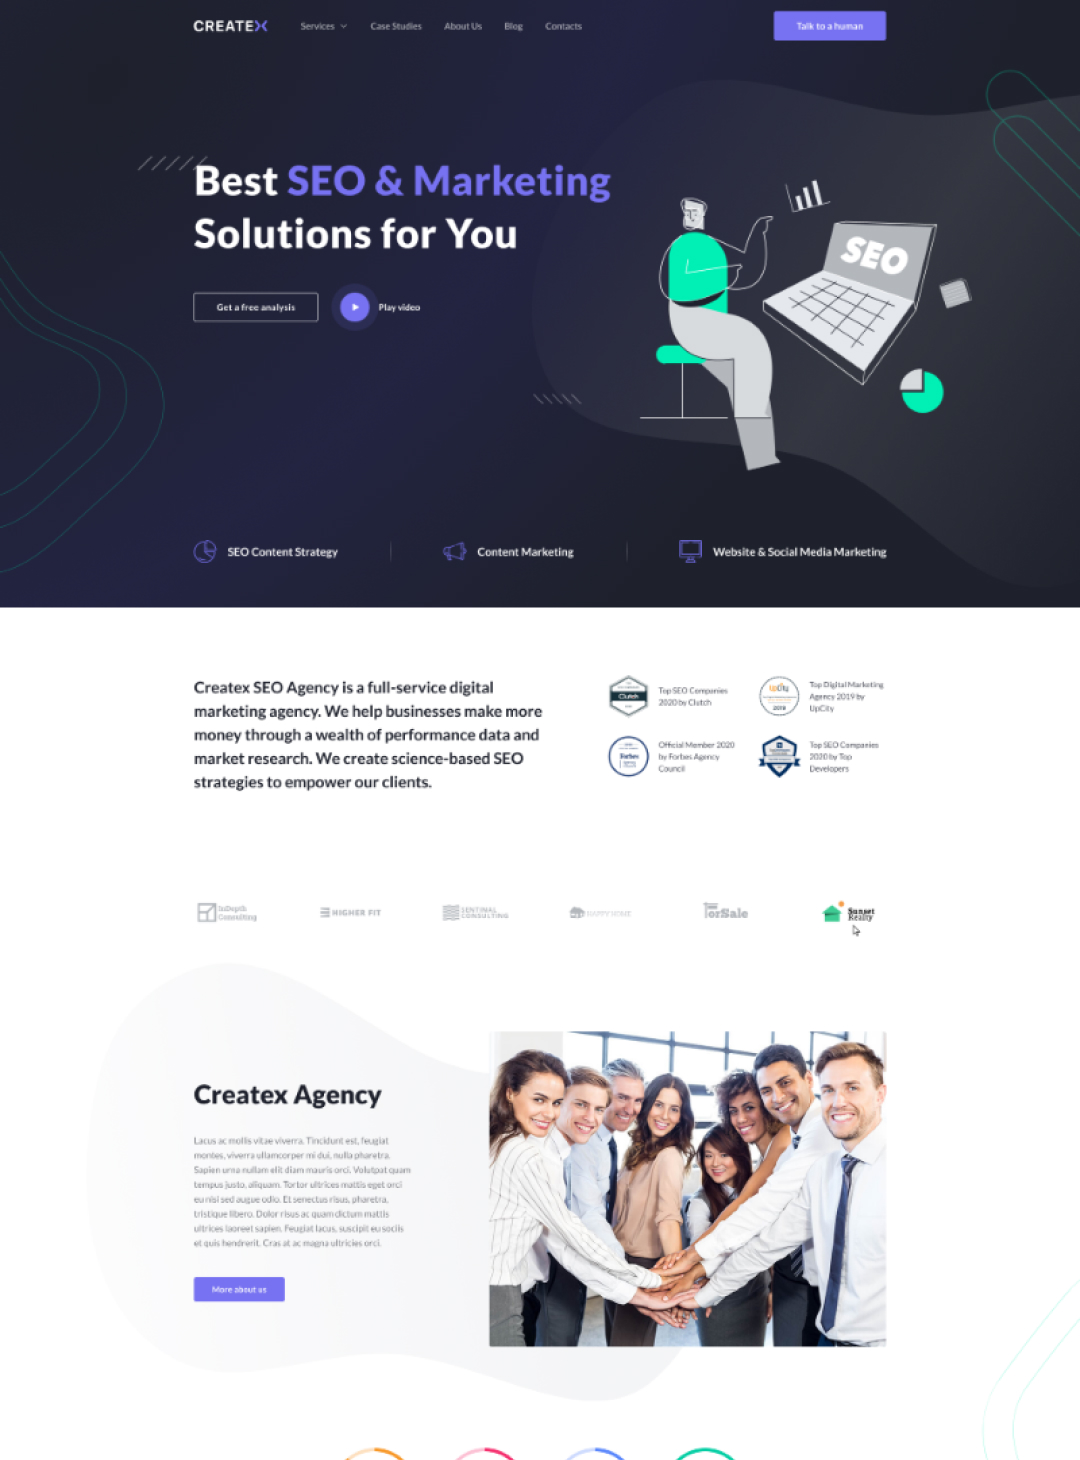 CREATEX
Services
Case Studies
About Us
Blog
Contacts
Talk to a human
Best SEO & Marketing
Solutions for You
SEO
Get a free analysis
Play video
SEO Content Strategy
Content Marketing
Website & Social Media Marketing
Createx SEO Agency is a full-service digital
marketing agency. We help businesses make more
money through a wealth of performance data and
market research. We create science-based SEO
strategies to empower our clients.
Clutch
Top SEO Companies
2020 by Clutch
UpCity
2019
Top Digital Marketing
Agency 2019 by
UpCity
Forbes
Official Member 2020
by Forbes Agency
Council
Top SEO Companies
2020 by Top
Developers
InDepth
Consulting
HIGHER FIT
SENTINAL
CONSULTING
HAPPY HOME
forSale
Sunset
Realty
Createx Agency
Lacus ac mollis vitae viverra. Tincidunt est, feugiat
montes, viverra ullamcorper mi dui, nulla pharetra.
Sapien urna nullam elit diam mauris orci. Volutpat quam
tempus justo, aliquam. Tortor ultrices mattis eget orci
eu nisl sed augue odio. Et senectus risus, pharetra,
tristique libero. Dolor risus ac quam dictum mattis
ultrices laoreet sapien. Feugiat lacus, suscipit eu sociis
et quis hendrerit. Cras at ac magna ultricies orci.
More about us